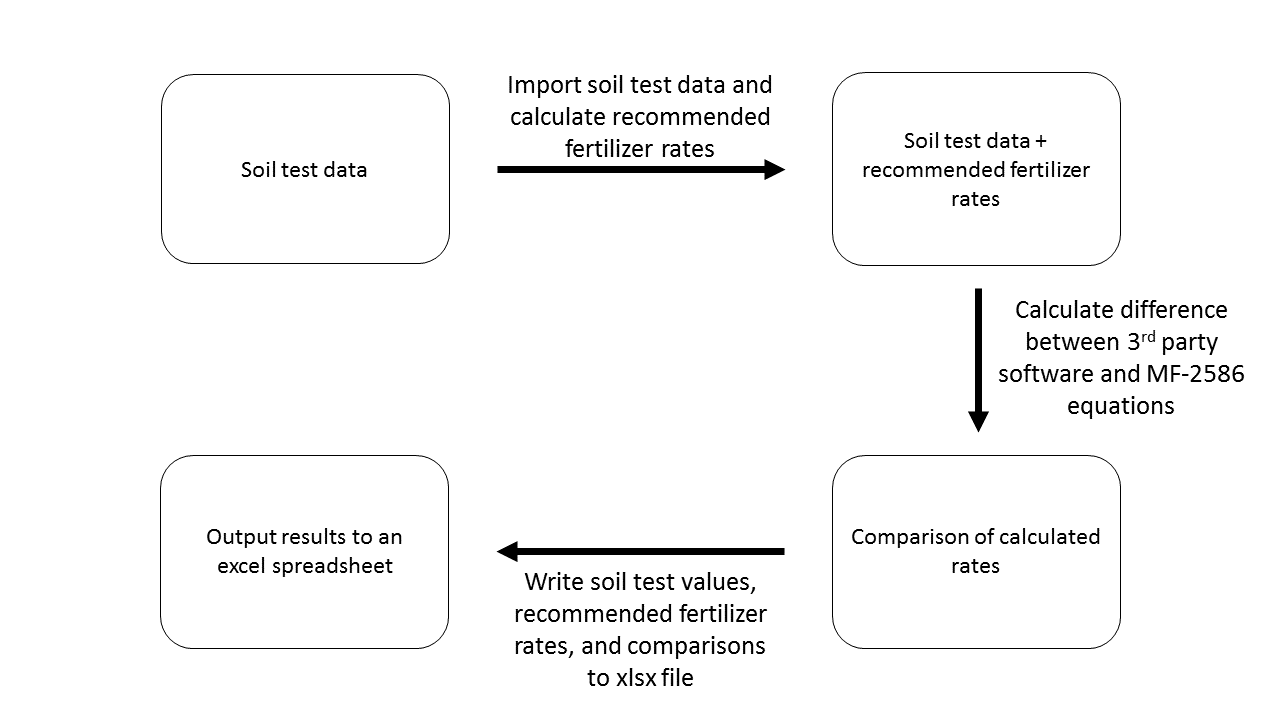 Soil test data
Import soil test data and
calculate recommended
fertilizer rates
Soil test data +
recommended fertilizer
rates
Calculate difference
between 3rd party
software and MF-2586
equations
Comparison of calculated
rates
Write soil test values,
recommended fertilizer
rates, and comparisons
to xlsx file
Output results to an
excel spreadsheet